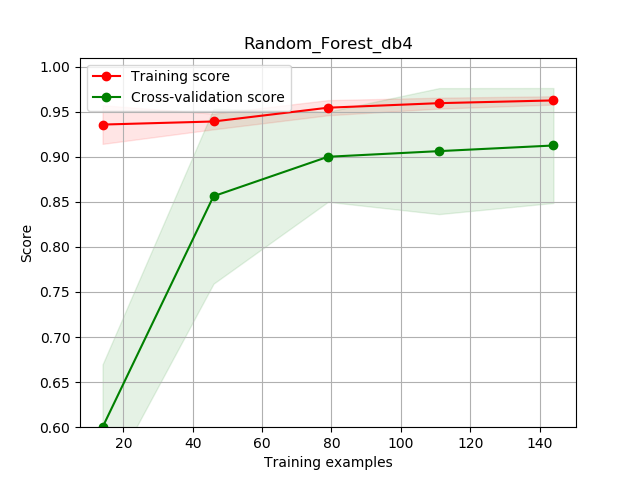 Random_Forest_db4
Training score
Cross-validation score
1.00
0.95
0.90
0.85
0.80
0.75
0.70
0.65
0.60
Score
20 40 60 80 100 120 140
Training examples